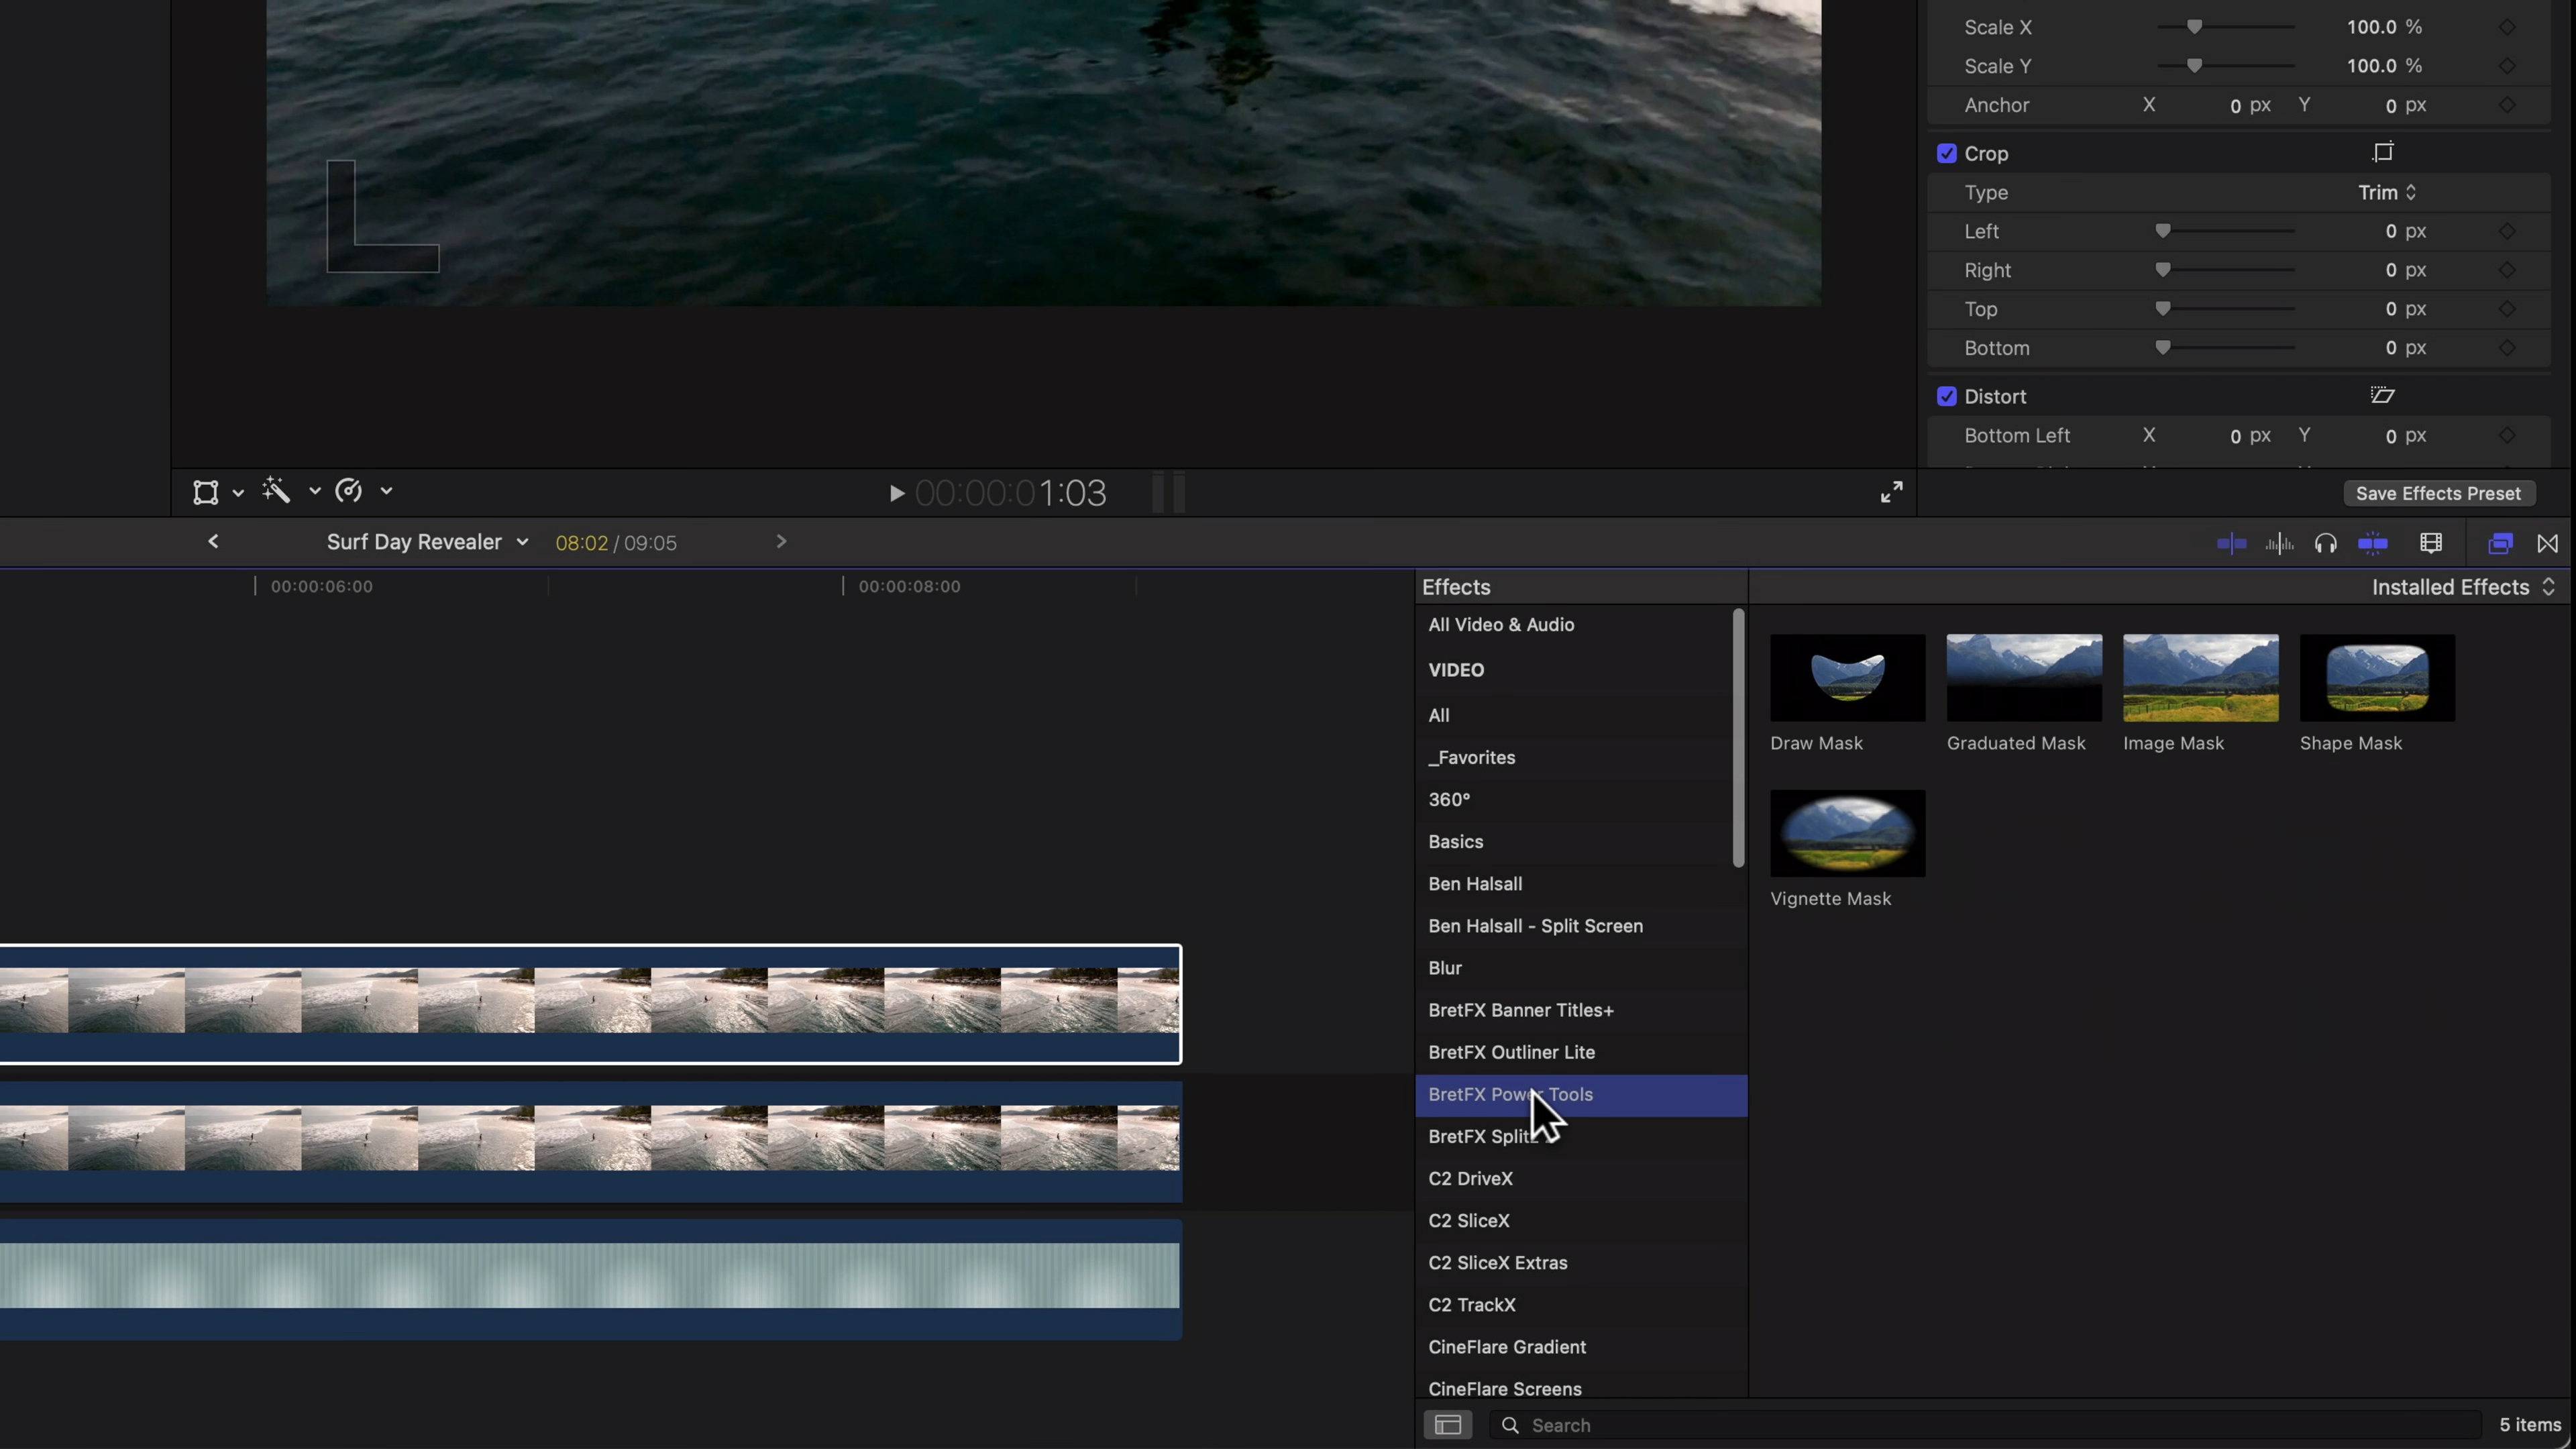 Scale X 100.0 %
Scale Y 100.0 %
Anchor X 0 px Y 0 px
Crop
Type Trim
Left 0 px
Right 0 px
Top 0 px
Bottom 0 px
Distort
Bottom Left X 0 px Y 0 px
00:00:01:03
Save Effects Preset
Surf Day Revealer 08:02 / 09:05
00:00:06:00 00:00:08:00
Effects
Installed Effects
All Video & Audio
VIDEO
All
_Favorites
360°
Basics
Ben Halsall
Ben Halsall - Split Screen
Blur
BretFX Banner Titles+
BretFX Outliner Lite
BretFX Power Tools
BretFX
C2 DriveX
C2 SliceX
C2 SliceX Extras
C2 TrackX
CineFlare Gradient
CineFlare Screens
Draw Mask
Graduated Mask
Image Mask
Shape Mask
Vignette Mask
Search
5 items